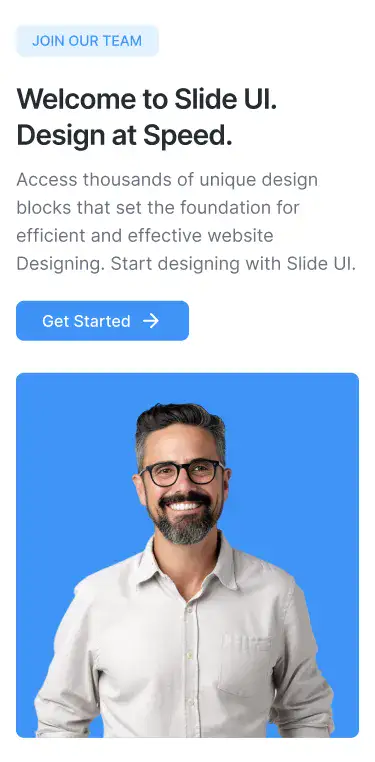 JOIN OUR TEAM
Welcome to Slide UI.
Design at Speed.
Access thousands of unique design
blocks that set the foundation for
efficient and effective website
Designing. Start designing with Slide UI.
Get Started